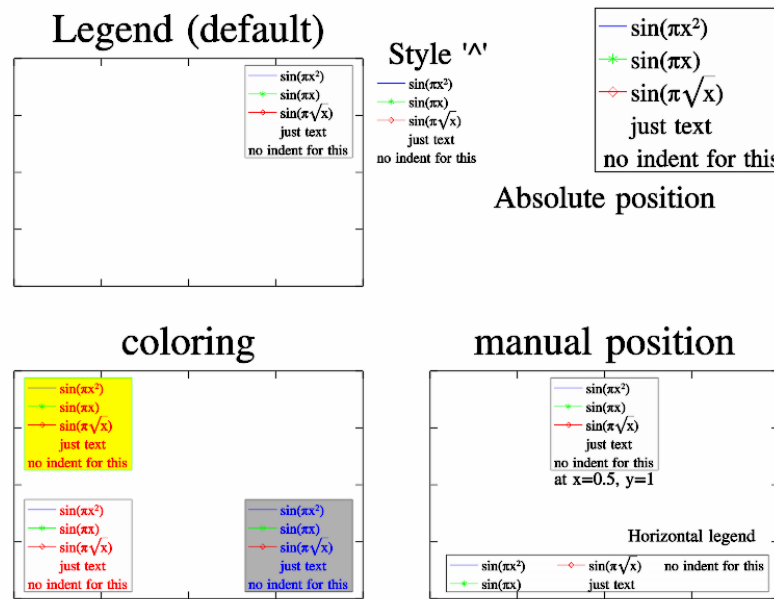 Legend (default)
sin(πx²)
sin(πx)
sin(π√x)
just text
no indent for this
Style '^'
sin(πx²)
sin(πx)
sin(π√x)
just text
no indent for this
sin(πx²)
sin(πx)
sin(π√x)
just text
no indent for this
Absolute position
coloring
sin(πx²)
sin(πx)
sin(π√x)
just text
no indent for this
sin(πx²)
sin(πx)
sin(π√x)
just text
no indent for this
sin(πx²)
sin(πx)
sin(π√x)
just text
no indent for this
manual position
sin(πx²)
sin(πx)
sin(π√x)
just text
no indent for this
at x=0.5, y=1
Horizontal legend
sin(πx²) sin(π√x) no indent for this
sin(πx) just text